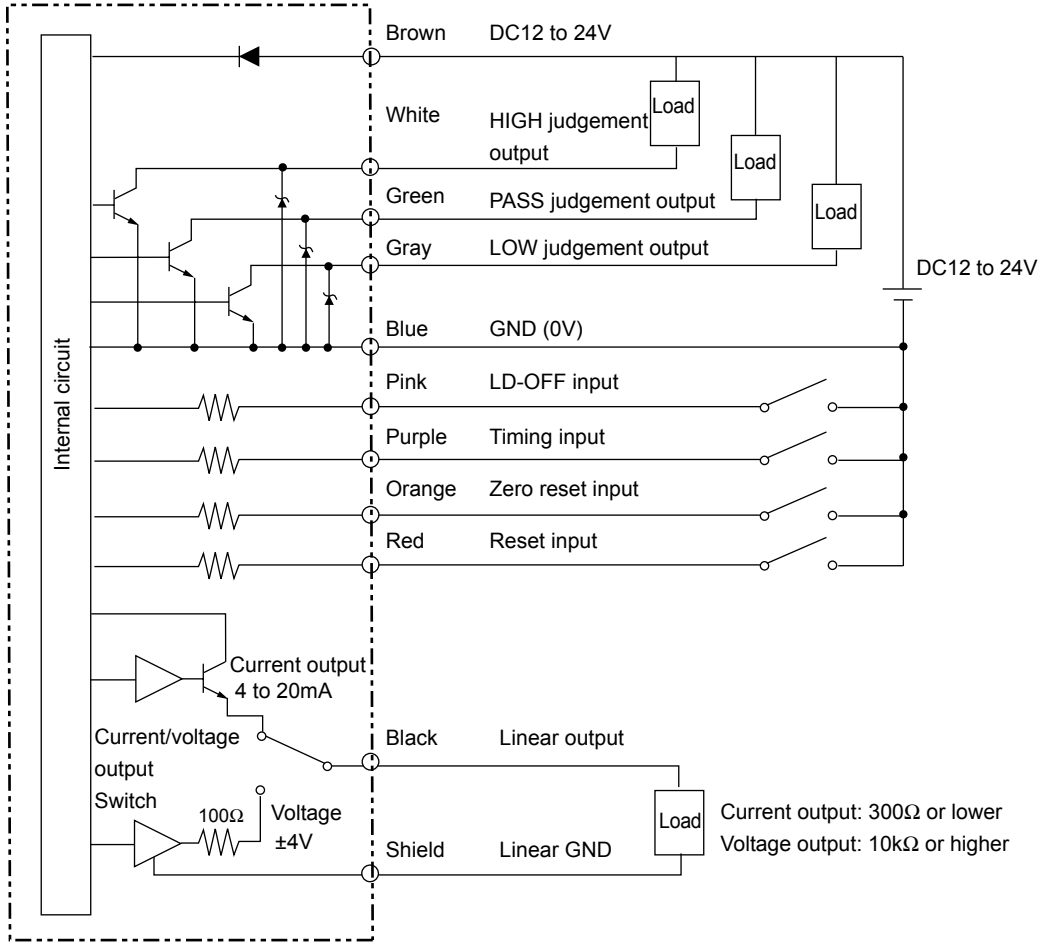 Brown DC12 to 24V
White
HIGH judgement
output
Load
Load
Load
Green PASS judgement output
Gray LOW judgement output
DC12 to 24V
Blue GND (0V)
Internal circuit
Pink LD-OFF input
Purple Timing input
Orange Zero reset input
Red Reset input
Current output
4 to 20mA
Current/voltage
output
Switch
Black Linear output
100Ω
Voltage
±4V
Load
Current output: 300Ω or lower
Voltage output: 10kΩ or higher
Shield Linear GND